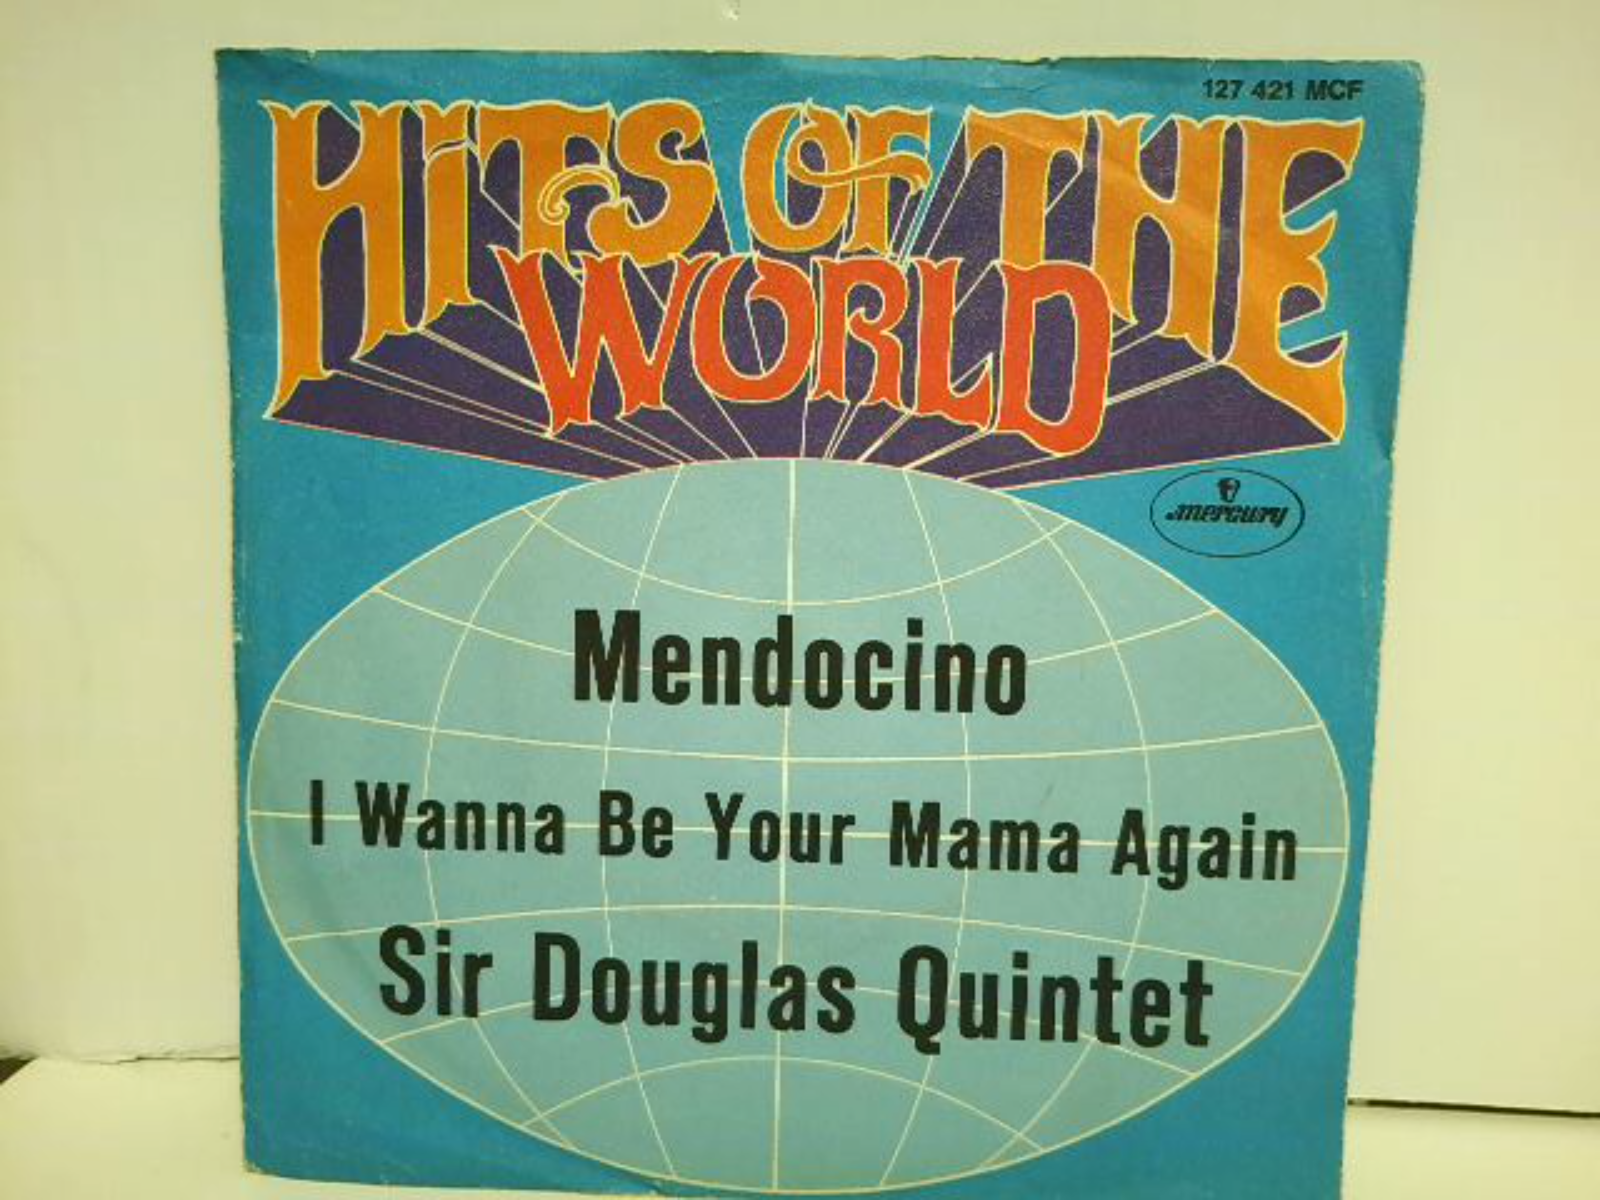 127 421 MCF
HiTS OF THE
WORLD
mercury
Mendocino
I Wanna Be Your Mama Again
Sir Douglas Quintet